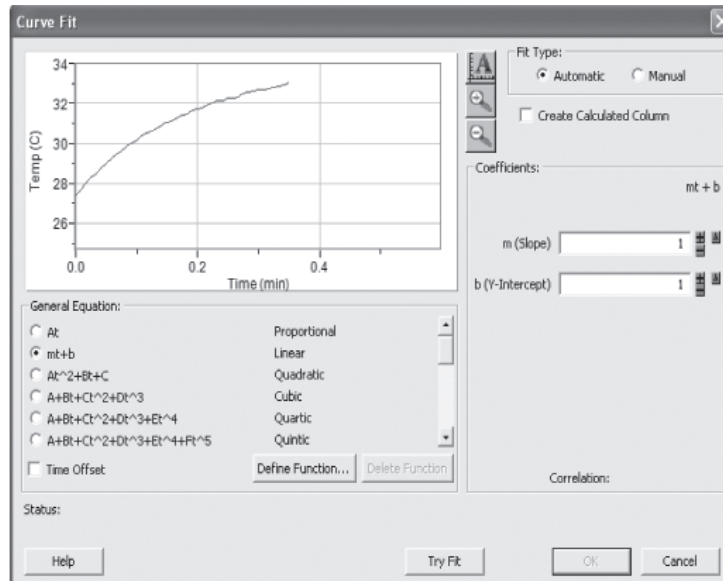 Curve Fit
34
32
30
28
26
Temp (C)
0.0
0.2
0.4
Time (min)
Fit Type:
Automatic
Manual
Create Calculated Column
Coefficients:
mt + b
m (Slope)
1
b (Y-Intercept)
1
General Equation:
At Proportional
mt+b Linear
At^2+Bt+C Quadratic
A+Bt+Ct^2+Dt^3 Cubic
A+Bt+Ct^2+Dt^3+Et^4 Quartic
A+Bt+Ct^2+Dt^3+Et^4+Ft^5 Quintic
Time Offset
Define Function...
Delete Function
Correlation:
Status:
Help
Try Fit
OK
Cancel